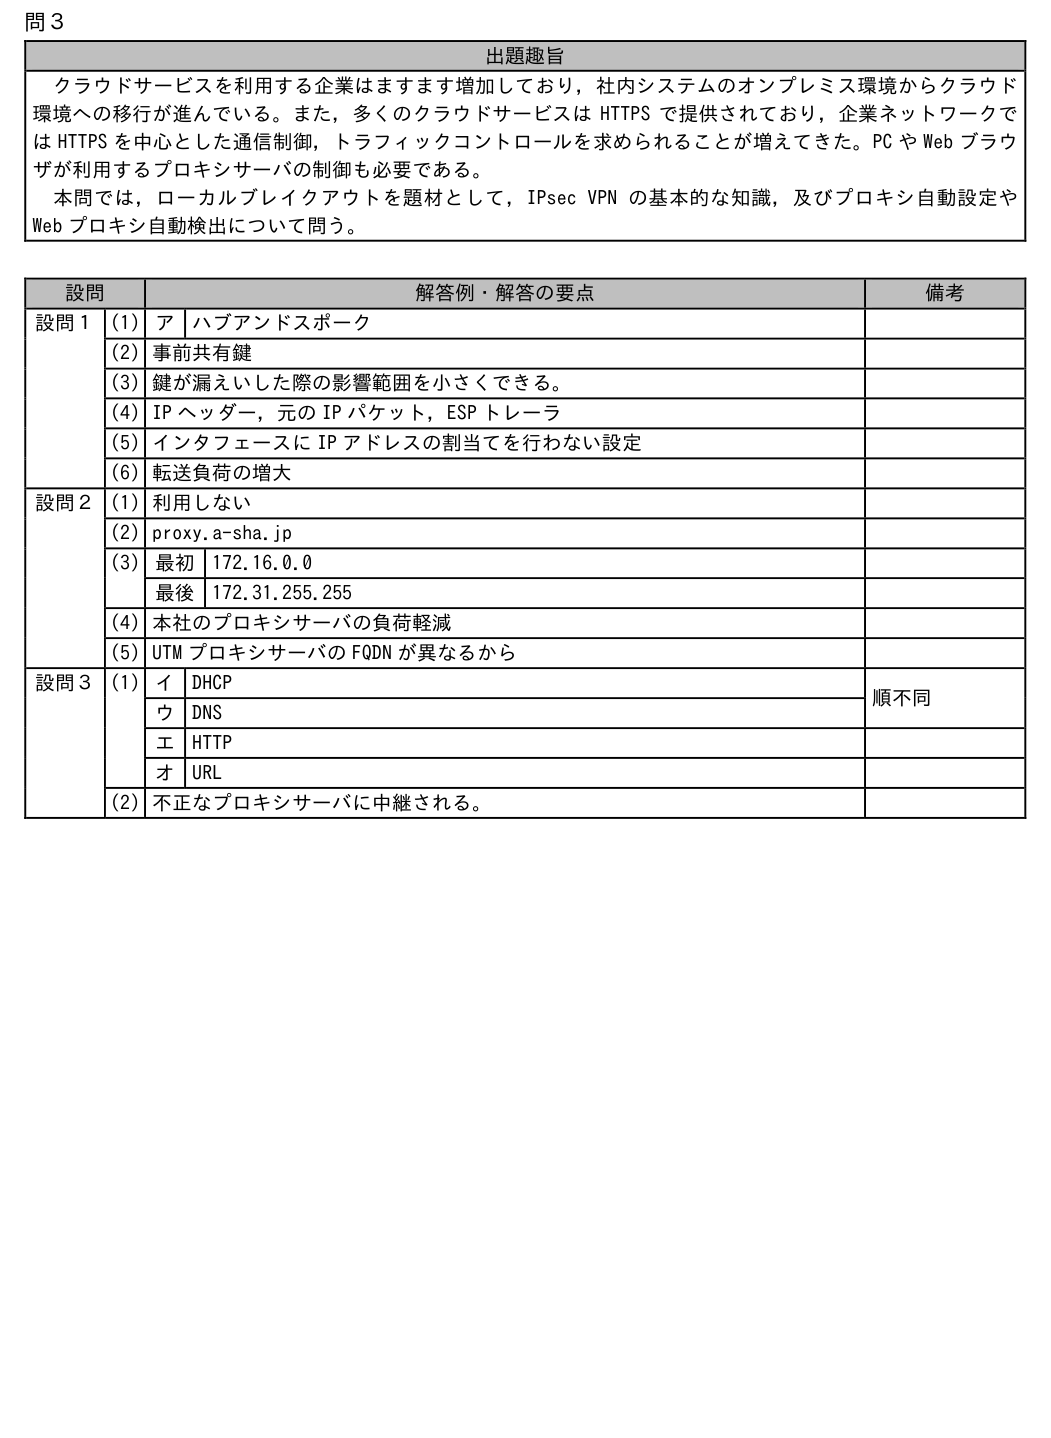 問3
出題趣旨
クラウドサービスを利用する企業はますます増加しており，社内システムのオンプレミス環境からクラウド
環境への移行が進んでいる。また，多くのクラウドサービスは HTTPS で提供されており，企業ネットワークで
は HTTPS を中心とした通信制御，トラフィックコントロールを求められることが増えてきた。PC や Web ブラウ
ザが利用するプロキシサーバの制御も必要である。
本問では，ローカルブレイクアウトを題材として，IPsec VPN の基本的な知識，及びプロキシ自動設定や
Web プロキシ自動検出について問う。
設問 解答例・解答の要点 備考
設問1 (1) ア ハブアンドスポーク
(2) 事前共有鍵
(3) 鍵が漏えいした際の影響範囲を小さくできる。
(4) IP ヘッダー，元の IP パケット，ESP トレーラ
(5) インタフェースに IP アドレスの割当てを行わない設定
(6) 転送負荷の増大
設問2 (1) 利用しない
(2) proxy.a-sha.jp
(3) 最初 172.16.0.0
最後 172.31.255.255
(4) 本社のプロキシサーバの負荷軽減
(5) UTM プロキシサーバの FQDN が異なるから
設問3 (1) イ DHCP 順不同
ウ DNS
エ HTTP
オ URL
(2) 不正なプロキシサーバに中継される。